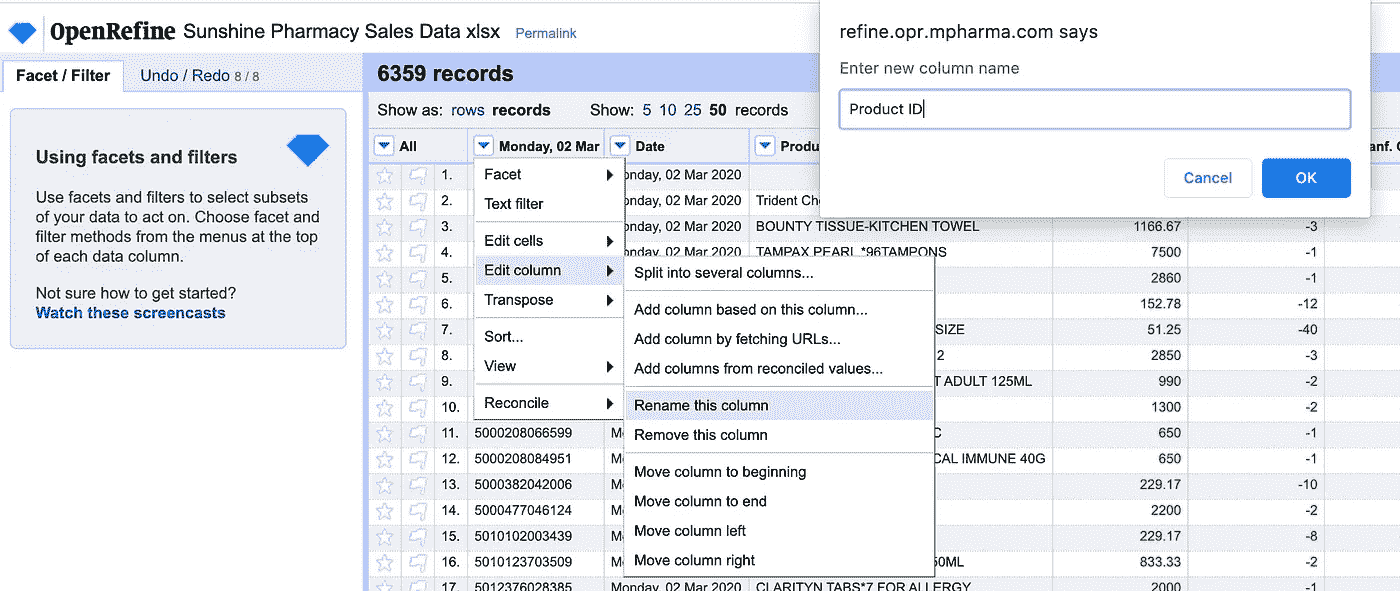 OpenRefine Sunshine Pharmacy Sales Data xlsx Permalink
refine.opr.mpharma.com says
Enter new column name
Product ID
Cancel OK
Facet / Filter Undo / Redo 8 / 8
6359 records
Show as: rows records Show: 5 10 25 50 records
All Monday, 02 Mar Date Produ anf. C
Using facets and filters
Use facets and filters to select subsets
of your data to act on. Choose facet and
filter methods from the menus at the top
of each data column.
Not sure how to get started?
Watch these screencasts
Facet
Text filter
Edit cells
Edit column
Transpose
Sort...
View
Reconcile
Split into several columns...
Add column based on this column...
Add column by fetching URLs...
Add columns from reconciled values...
Rename this column
Remove this column
Move column to beginning
Move column to end
Move column left
Move column right
1. onday, 02 Mar 2020
2. onday, 02 Mar 2020 Trident Ch
3. onday, 02 Mar 2020 BOUNTY TISSUE-KITCHEN TOWEL 1166.67 -3
4. onday, 02 Mar 2020 TAMPAX PEARL *96TAMPONS 7500 -1
5. 2860 -1
6. 152.78 -12
7. SIZE 51.25 -40
8. 2 2850 -3
9. T ADULT 125ML 990 -2
10. 1300 -2
11. 5000208066599 M C 650 -1
12. 5000208084951 M CAL IMMUNE 40G 650 -1
13. 5000382042006 M 229.17 -10
14. 5000477046124 M 2200 -2
15. 5010102003439 M 229.17 -8
16. 5010123703509 M 50ML 833.33 -2
17. 5012376028385 Monday, 02 Mar 2020 CLARITYN TABS*7 FOR ALLERGY 2000 -1